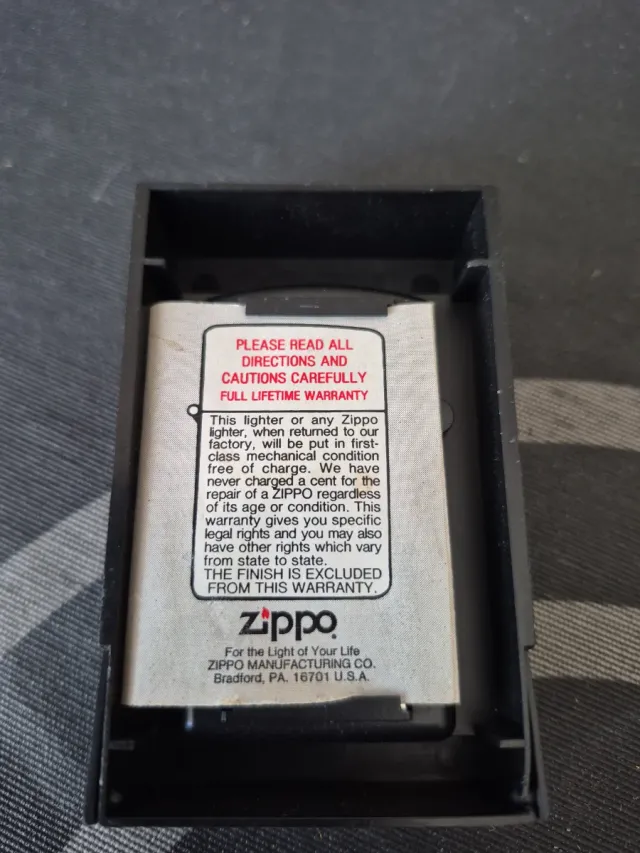 PLEASE READ ALL
DIRECTIONS AND
CAUTIONS CAREFULLY
FULL LIFETIME WARRANTY
This lighter or any Zippo
lighter, when returned to our
factory, will be put in first-
class mechanical condition
free of charge. We have
never charged a cent for the
repair of a ZIPPO regardless
of its age or condition. This
warranty gives you specific
legal rights and you may also
have other rights which vary
from state to state.
THE FINISH IS EXCLUDED
FROM THIS WARRANTY.
zippo
For the Light of Your Life
ZIPPO MANUFACTURING CO.
Bradford, PA. 16701 U.S.A.